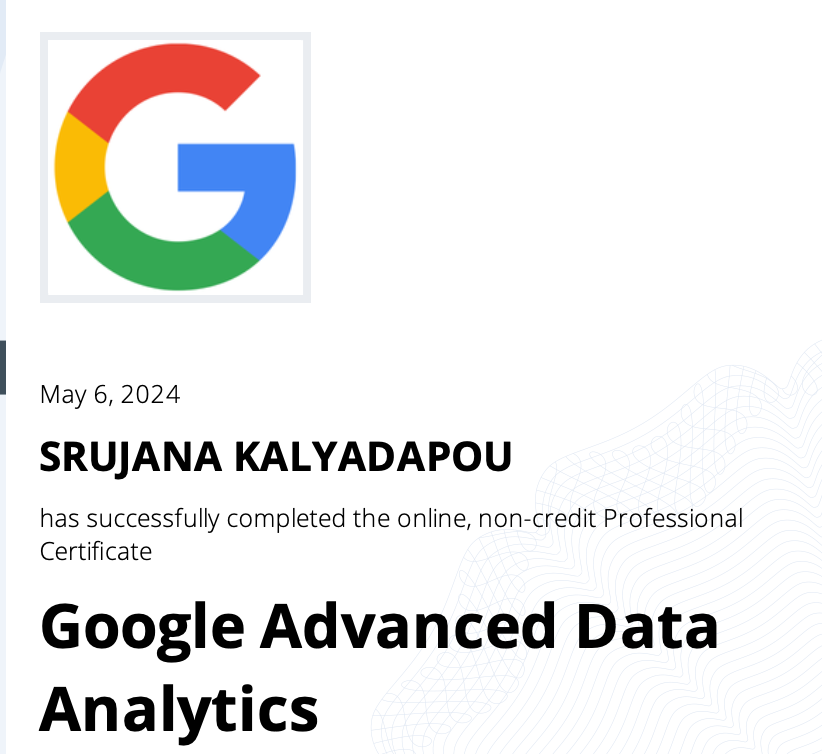 May 6, 2024
SRUJANA KALYADAPOU
has successfully completed the online, non-credit Professional
Certificate
Google Advanced Data
Analytics